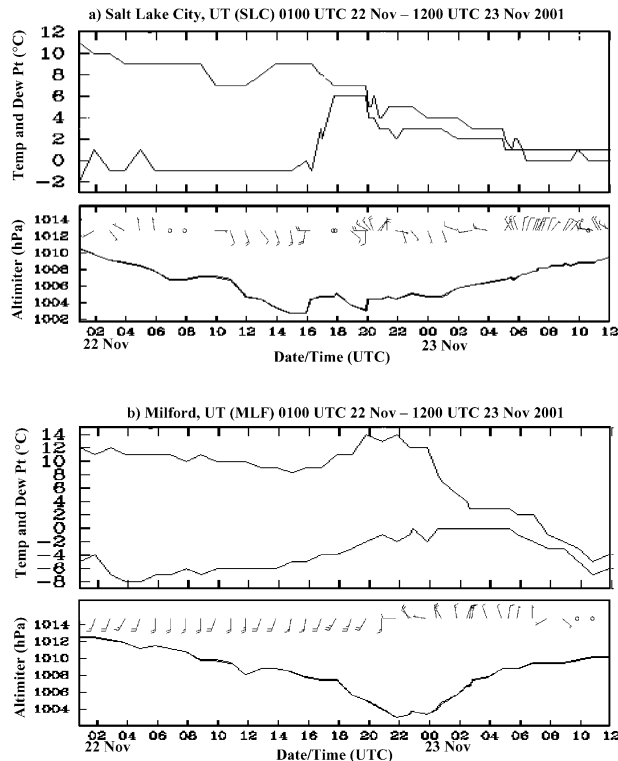 a) Salt Lake City, UT (SLC) 0100 UTC 22 Nov – 1200 UTC 23 Nov 2001
Temp and Dew Pt (°C)
12
10
8
6
4
2
0
−2
Altimiter (hPa)
1014
1010
1008
1006
1004
1002
02 04 06 08 10 12 14 16 18 20 22 00 02 04 06 08 10 12
22 Nov 23 Nov
Date/Time (UTC)
b) Milford, UT (MLF) 0100 UTC 22 Nov – 1200 UTC 23 Nov 2001
Temp and Dew Pt (°C)
14
12
10
8
6
4
2
0
−2
−4
−6
−8
Altimiter (hPa)
1014
1012
1010
1008
1006
1004
02 04 06 08 10 12 14 16 18 20 22 00 02 04 06 08 10 12
22 Nov 23 Nov
Date/Time (UTC)